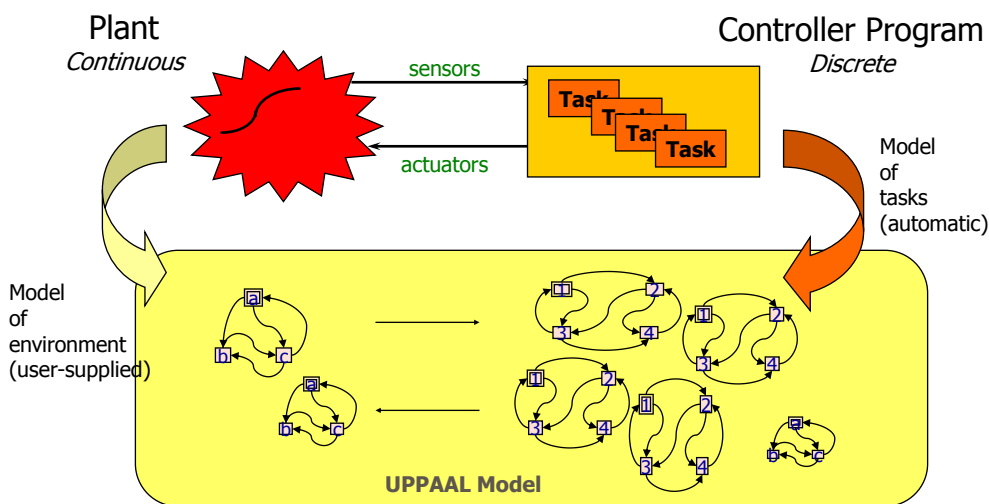 Plant
Continuous
Controller Program
Discrete
sensors
actuators
Task
Task
Task
Task
Model
of
tasks
(automatic)
Model
of
environment
(user-supplied)
a
b
c
a
b
c
1
2
3
4
1
2
3
4
1
2
3
4
1
2
3
4
a
b
c
UPPAAL Model